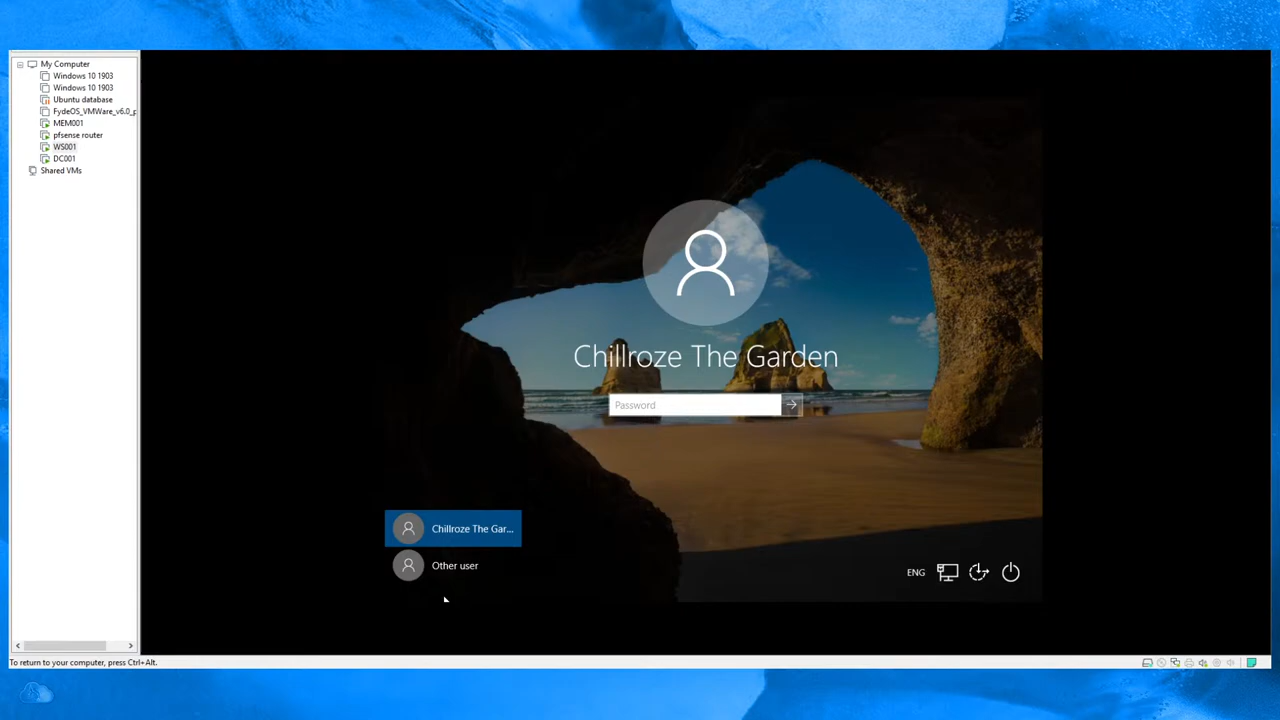 My Computer
Windows 10 1903
Windows 10 1903
Ubuntu database
FydeOS_VMWare_v6.0_p
MEM001
pfsense router
WS001
DC001
Shared VMs
Chillroze The Garden
Password
Chillroze The Gar...
Other user
ENG
To return to your computer, press Ctrl+Alt.